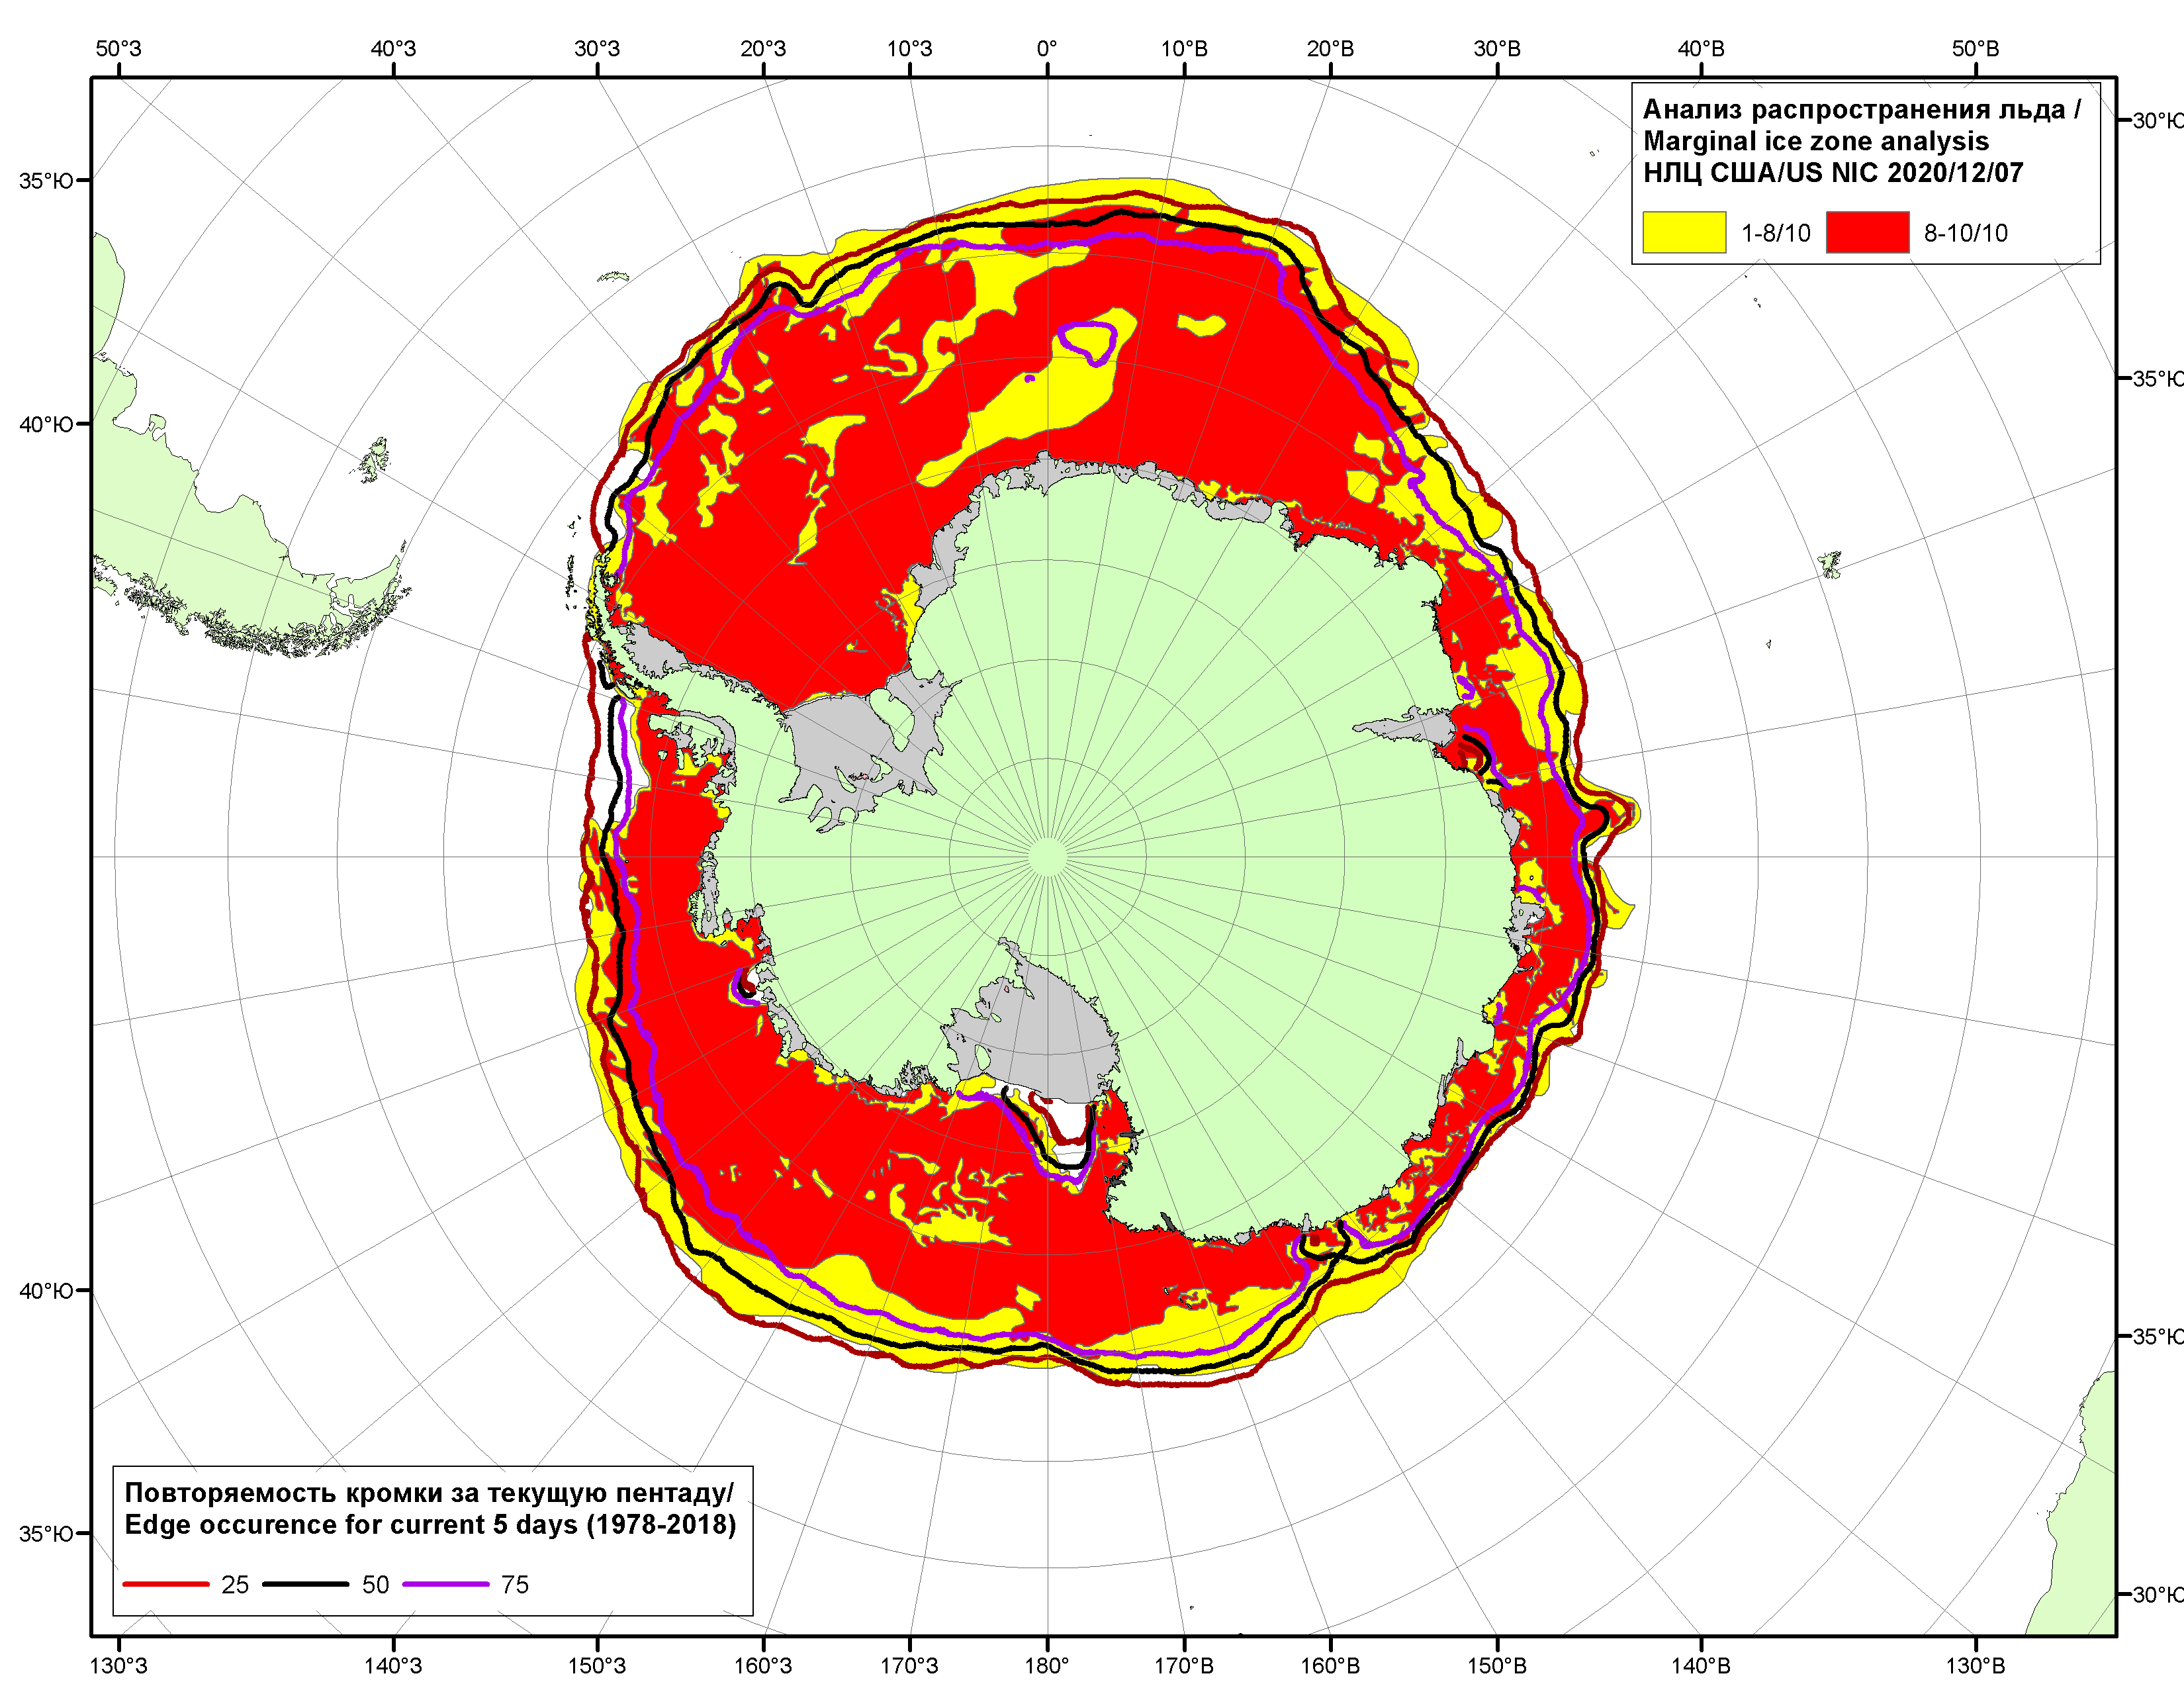 50°З 40°З 30°З 20°З 10°З 0° 10°В 20°В 30°В 40°В 50°В
Анализ распространения льда /
Marginal ice zone analysis
НЛЦ США/US NIC 2020/12/07
1-8/10 8-10/10
30°Ю
35°Ю
35°Ю
40°Ю
40°Ю
35°Ю
35°Ю
30°Ю
Повторяемость кромки за текущую пентаду/
Edge occurence for current 5 days (1978-2018)
25 50 75
130°З 140°З 150°З 160°З 170°З 180° 170°В 160°В 150°В 140°В 130°В